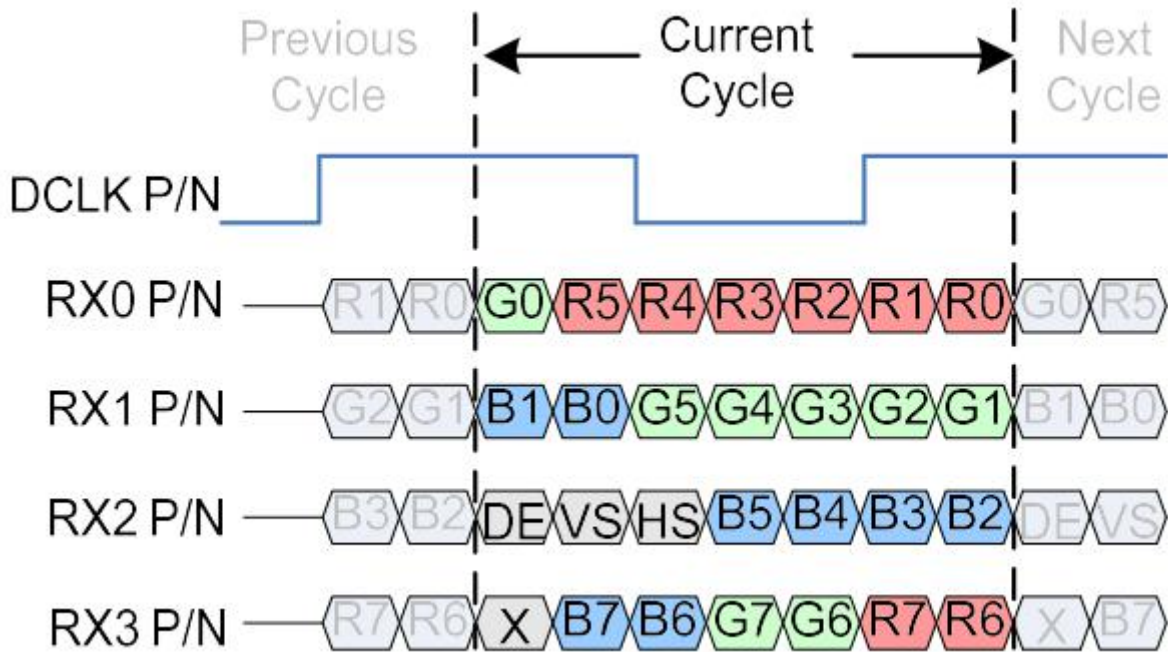 Previous Cycle
Current Cycle
Next Cycle
DCLK P/N
RX0 P/N R1 R0 G0 R5 R4 R3 R2 R1 R0 G0 R5
RX1 P/N G2 G1 B1 B0 G5 G4 G3 G2 G1 B1 B0
RX2 P/N B3 B2 DE VS HS B5 B4 B3 B2 DE VS
RX3 P/N R7 R6 X B7 B6 G7 G6 R7 R6 X B7